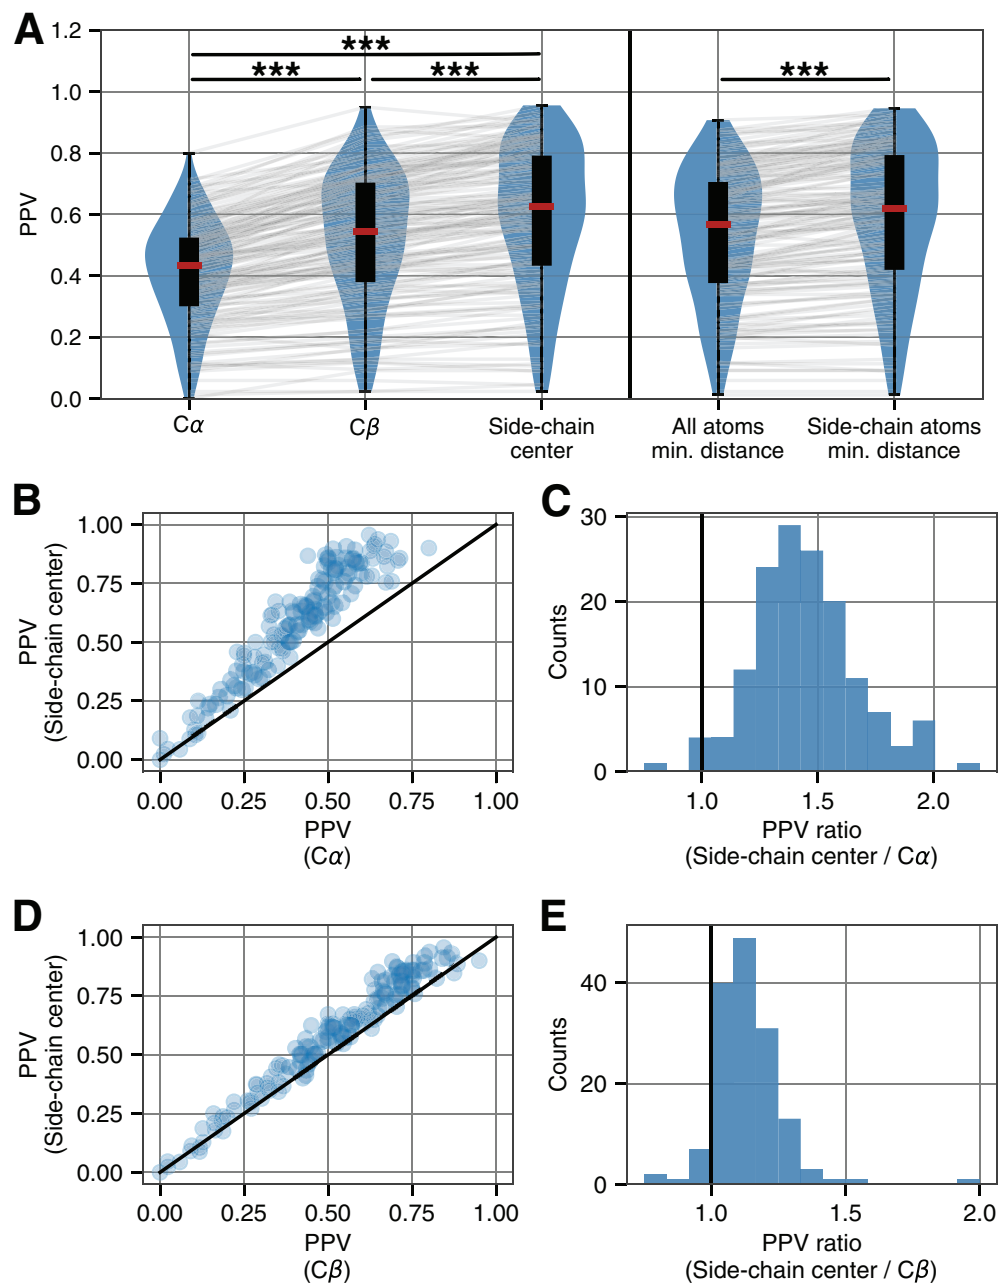 A
1.2
***
***
***
***
1.0
0.8
0.6
0.4
0.2
0.0
PPV
Cα
Cβ
Side-chain
center
All atoms
min. distance
Side-chain atoms
min. distance
B
1.00
0.75
0.50
0.25
0.00
PPV
(Side-chain center)
0.00
0.25
0.50
0.75
1.00
PPV
(Cα)
C
30
20
10
0
Counts
1.0
1.5
2.0
PPV ratio
(Side-chain center / Cα)
D
1.00
0.75
0.50
0.25
0.00
PPV
(Side-chain center)
0.00
0.25
0.50
0.75
1.00
PPV
(Cβ)
E
40
20
0
Counts
1.0
1.5
2.0
PPV ratio
(Side-chain center / Cβ)